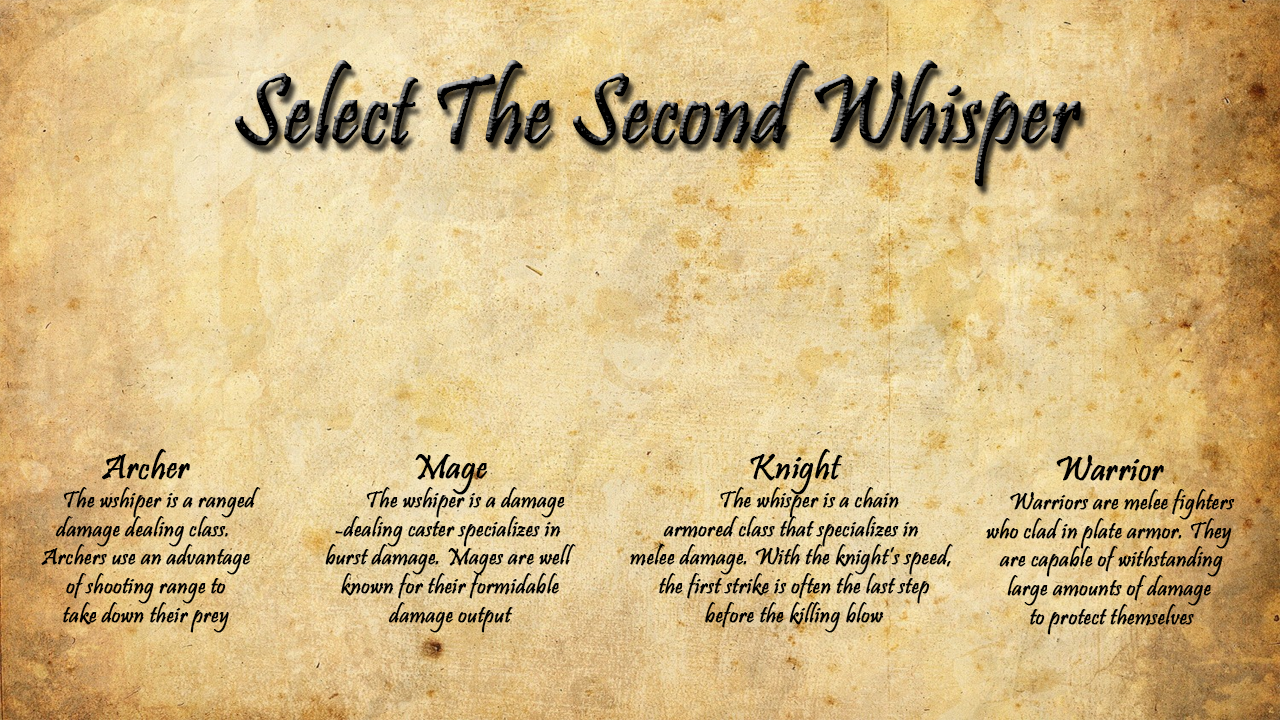 Select The Second Whisper
Archer
The wshiper is a ranged
damage dealing class.
Archers use an advantage
of shooting range to
take down their prey
Mage
The wshiper is a damage
-dealing caster specializes in
burst damage. Mages are well
known for their formidable
damage output
Knight
The whisper is a chain
armored class that specializes in
melee damage. With the knight's speed,
the first strike is often the last step
before the killing blow
Warrior
Warriors are melee fighters
who clad in plate armor. They
are capable of withstanding
large amounts of damage
to protect themselves